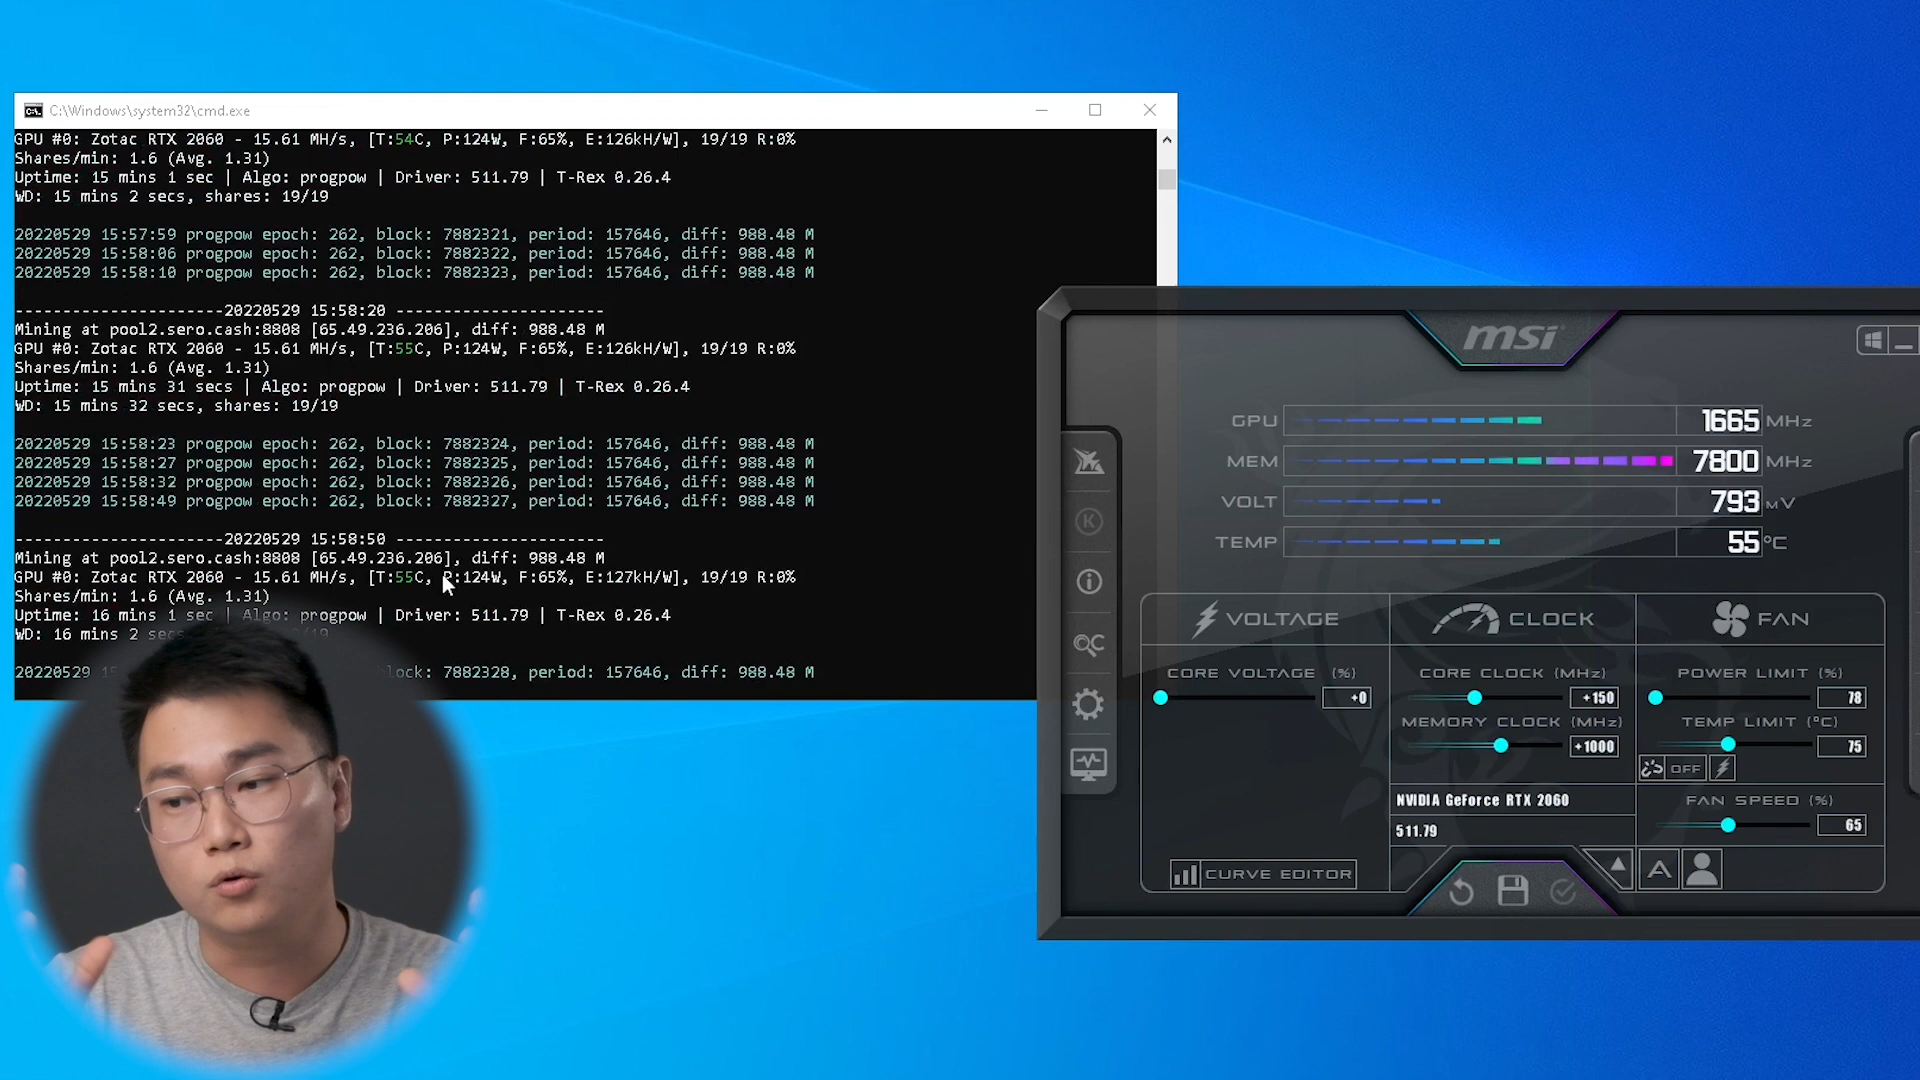 C:\Windows\system32\cmd.exe
GPU #0: Zotac RTX 2060 - 15.61 MH/s, [T:54C, P:124W, F:65%, E:126kH/W], 19/19 R:0%
Shares/min: 1.6 (Avg. 1.31)
Uptime: 15 mins 1 sec | Algo: progpow | Driver: 511.79 | T-Rex 0.26.4
WD: 15 mins 2 secs, shares: 19/19
20220529 15:57:59 progpow epoch: 262, block: 7882321, period: 157646, diff: 988.48 M
20220529 15:58:06 progpow epoch: 262, block: 7882322, period: 157646, diff: 988.48 M
20220529 15:58:10 progpow epoch: 262, block: 7882323, period: 157646, diff: 988.48 M
----------------------20220529 15:58:20 ----------------------
Mining at pool2.sero.cash:8808 [65.49.236.206], diff: 988.48 M
GPU #0: Zotac RTX 2060 - 15.61 MH/s, [T:55C, P:124W, F:65%, E:126kH/W], 19/19 R:0%
Shares/min: 1.6 (Avg. 1.31)
Uptime: 15 mins 31 secs | Algo: progpow | Driver: 511.79 | T-Rex 0.26.4
WD: 15 mins 32 secs, shares: 19/19
20220529 15:58:23 progpow epoch: 262, block: 7882324, period: 157646, diff: 988.48 M
20220529 15:58:27 progpow epoch: 262, block: 7882325, period: 157646, diff: 988.48 M
20220529 15:58:32 progpow epoch: 262, block: 7882326, period: 157646, diff: 988.48 M
20220529 15:58:49 progpow epoch: 262, block: 7882327, period: 157646, diff: 988.48 M
----------------------20220529 15:58:50 ----------------------
Mining at pool2.sero.cash:8808 [65.49.236.206], diff: 988.48 M
GPU #0: Zotac RTX 2060 - 15.61 MH/s, [T:55C, P:124W, F:65%, E:127kH/W], 19/19 R:0%
Shares/min: 1.6 (Avg. 1.31)
Uptime: 16 mins 1 sec | Algo: progpow | Driver: 511.79 | T-Rex 0.26.4
WD: 16 mins 2 secs
20220529 block: 7882328, period: 157646, diff: 988.48 M
msi
GPU 1665 MHz
MEM 7800 MHz
VOLT 793 MV
TEMP 55 °C
VOLTAGE
CORE VOLTAGE (%)
+0
CURVE EDITOR
CLOCK
CORE CLOCK (MHz)
+150
MEMORY CLOCK (MHz)
+1000
NVIDIA GeForce RTX 2060
511.79
FAN
POWER LIMIT (%)
78
TEMP LIMIT (°C)
75
OFF
FAN SPEED (%)
65
A